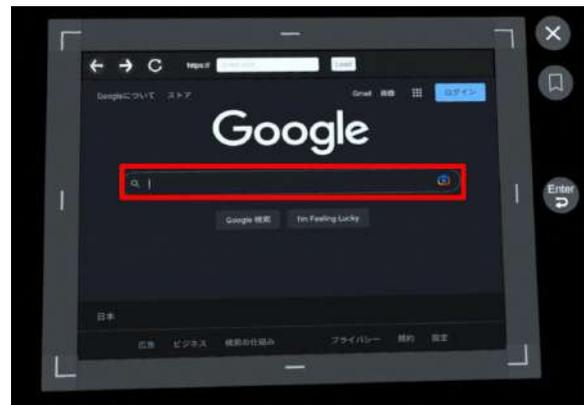 https://
Load
Googleについて ストア
Gmail 画像
ログイン
Google
Google 検索 I'm Feeling Lucky
Enter
日本
広告 ビジネス 検索の仕組み プライバシー 規約 設定